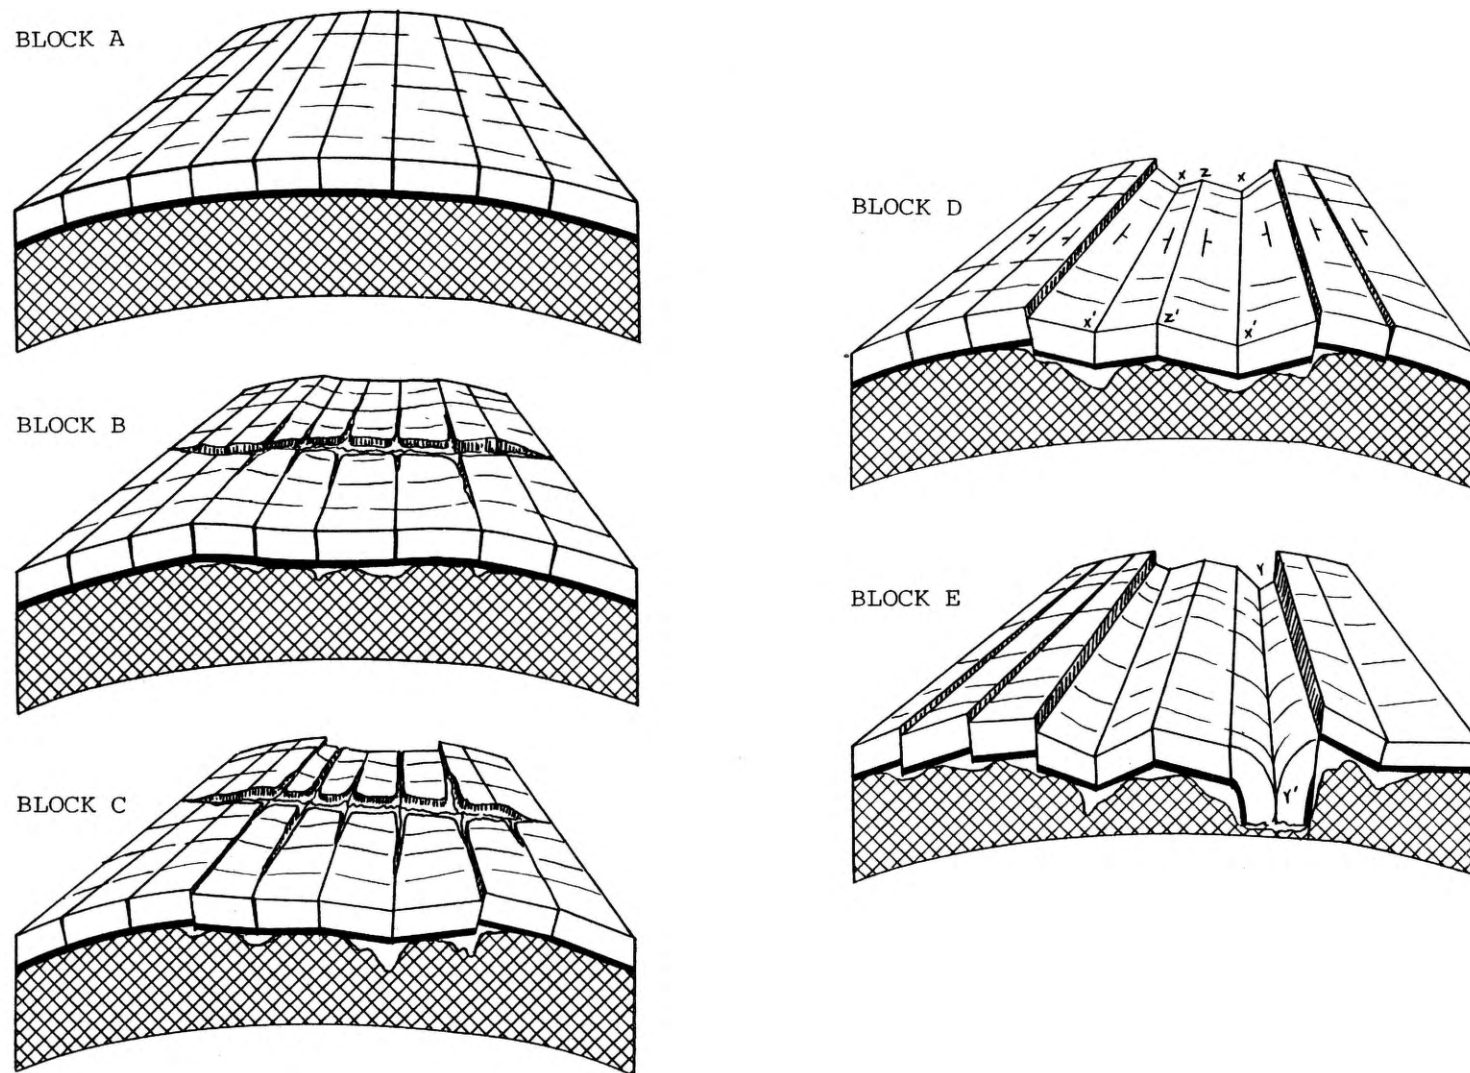 BLOCK A
BLOCK B
BLOCK C
BLOCK D
X Z X
X' Z' X'
BLOCK E
Y
Y'